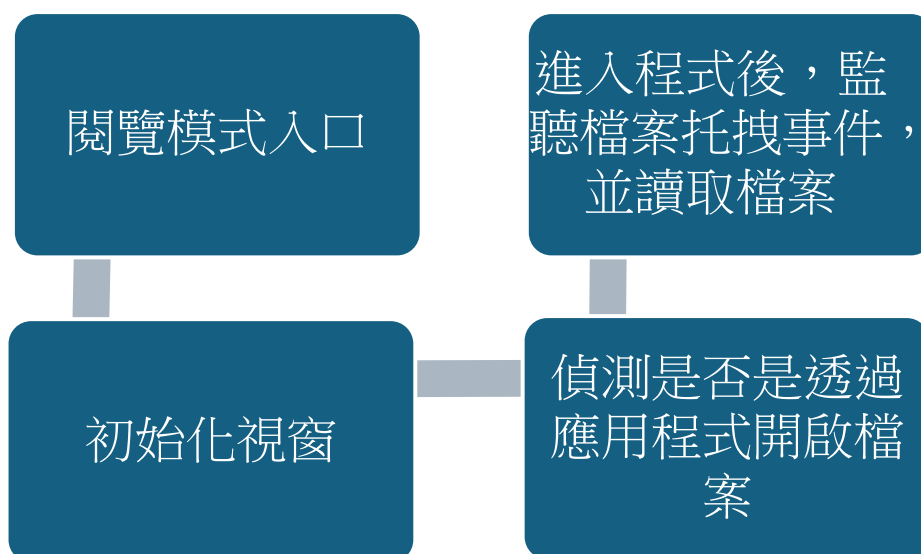 閱覽模式入口
初始化視窗
偵測是否是透過
應用程式開啟檔
案
進入程式後，監
聽檔案托拽事件，
並讀取檔案